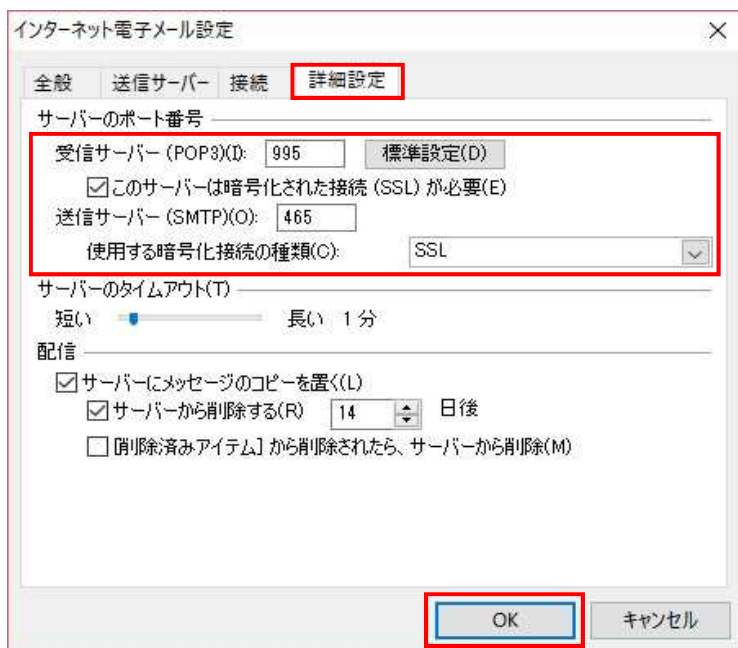 インターネット電子メール設定
全般 送信サーバー 接続 詳細設定
サーバーのポート番号
受信サーバー (POP3)(I): 995 標準設定(D)
このサーバーは暗号化された接続 (SSL) が必要(E)
送信サーバー (SMTP)(O): 465
使用する暗号化接続の種類(C): SSL
サーバーのタイムアウト(T)
短い 長い 1 分
配信
サーバーにメッセージのコピーを置く(L)
サーバーから削除する(R) 14 日後
[削除済みアイテム] から削除されたら、サーバーから削除(M)
OK キャンセル